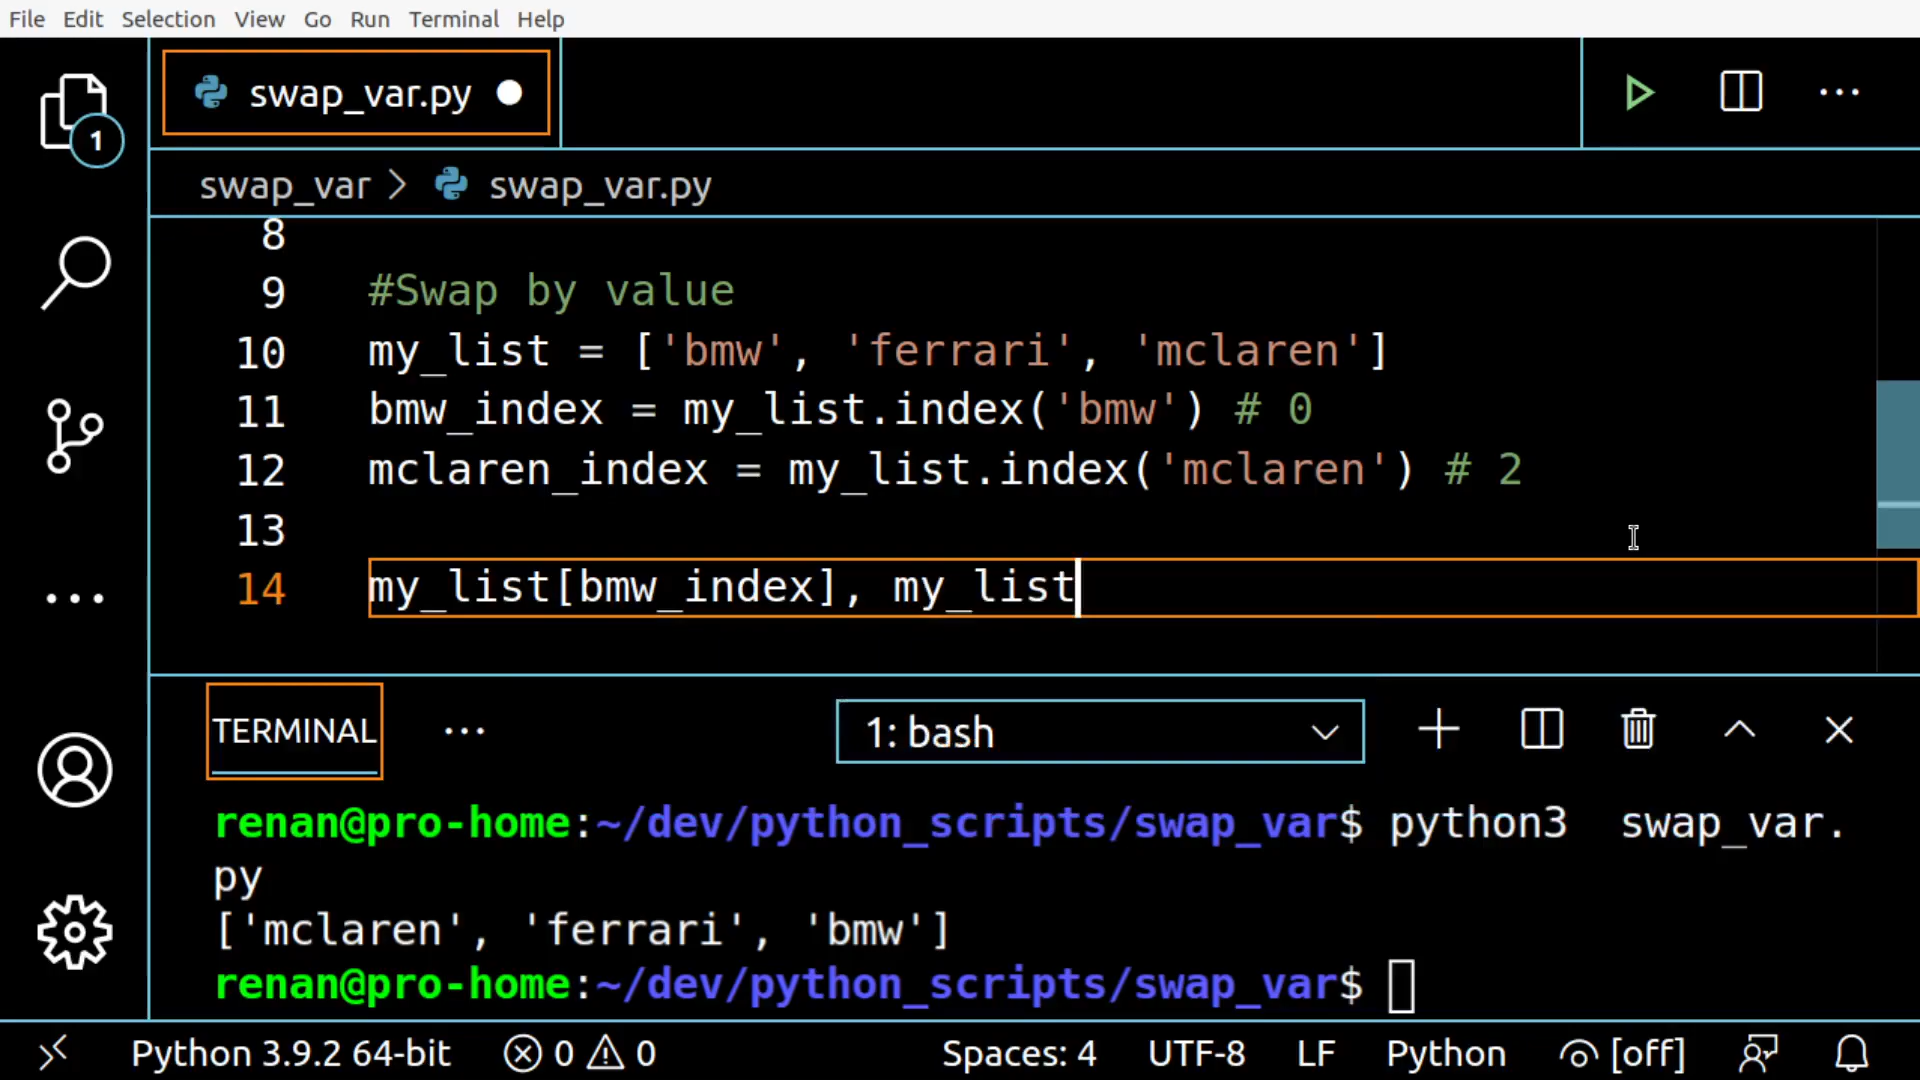 File Edit Selection View Go Run Terminal Help
1
swap_var.py
swap_var > swap_var.py
8
9 #Swap by value
10 my_list = ['bmw', 'ferrari', 'mclaren']
11 bmw_index = my_list.index('bmw') # 0
12 mclaren_index = my_list.index('mclaren') # 2
13
14 my_list[bmw_index], my_list
TERMINAL ··· 1: bash
renan@pro-home:~/dev/python_scripts/swap_var$ python3  swap_var.
py
['mclaren', 'ferrari', 'bmw']
renan@pro-home:~/dev/python_scripts/swap_var$
Python 3.9.2 64-bit 0 0 Spaces: 4 UTF-8 LF Python [off]